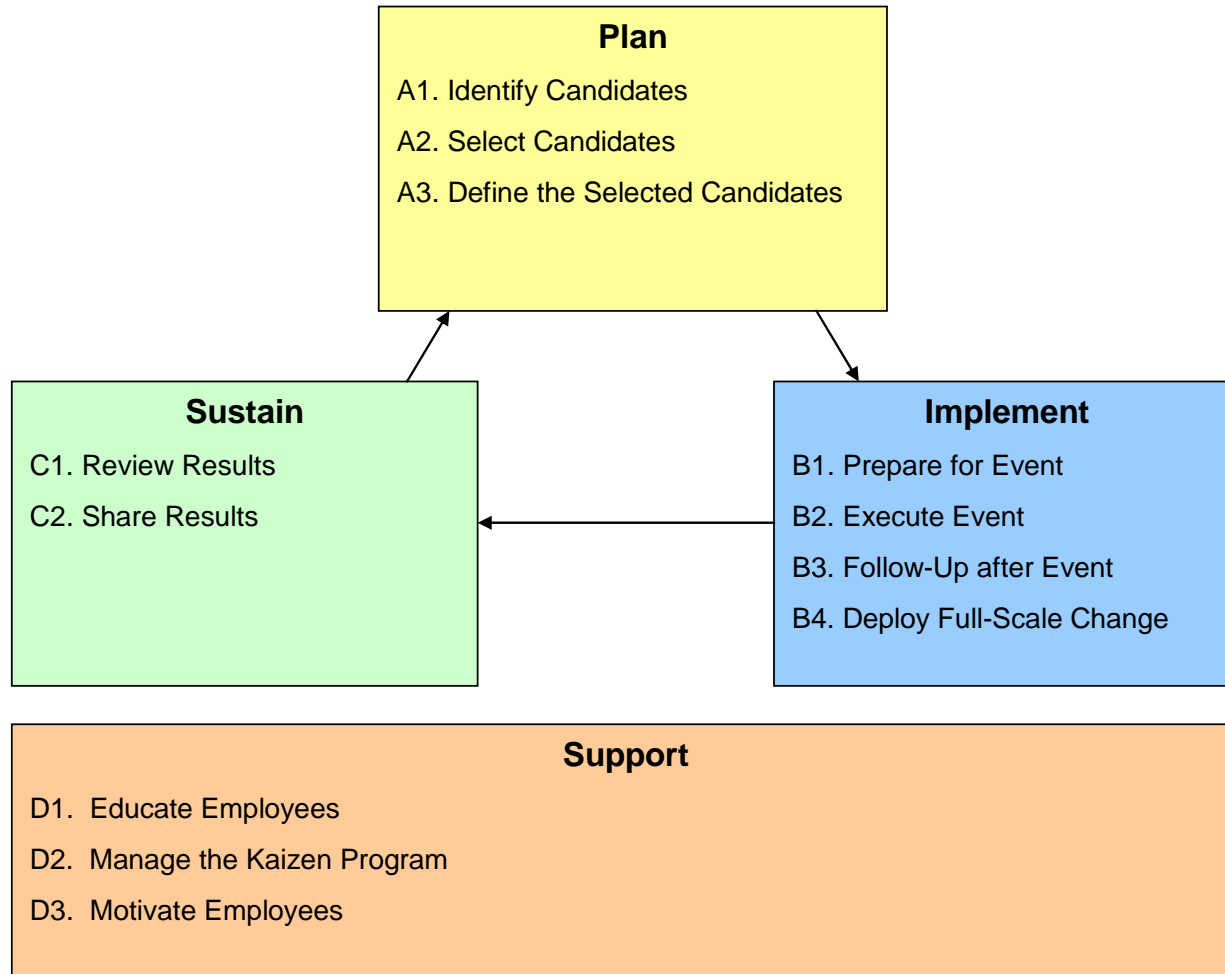 Plan
A1. Identify Candidates
A2. Select Candidates
A3. Define the Selected Candidates
Sustain
C1. Review Results
C2. Share Results
Implement
B1. Prepare for Event
B2. Execute Event
B3. Follow-Up after Event
B4. Deploy Full-Scale Change
Support
D1. Educate Employees
D2. Manage the Kaizen Program
D3. Motivate Employees